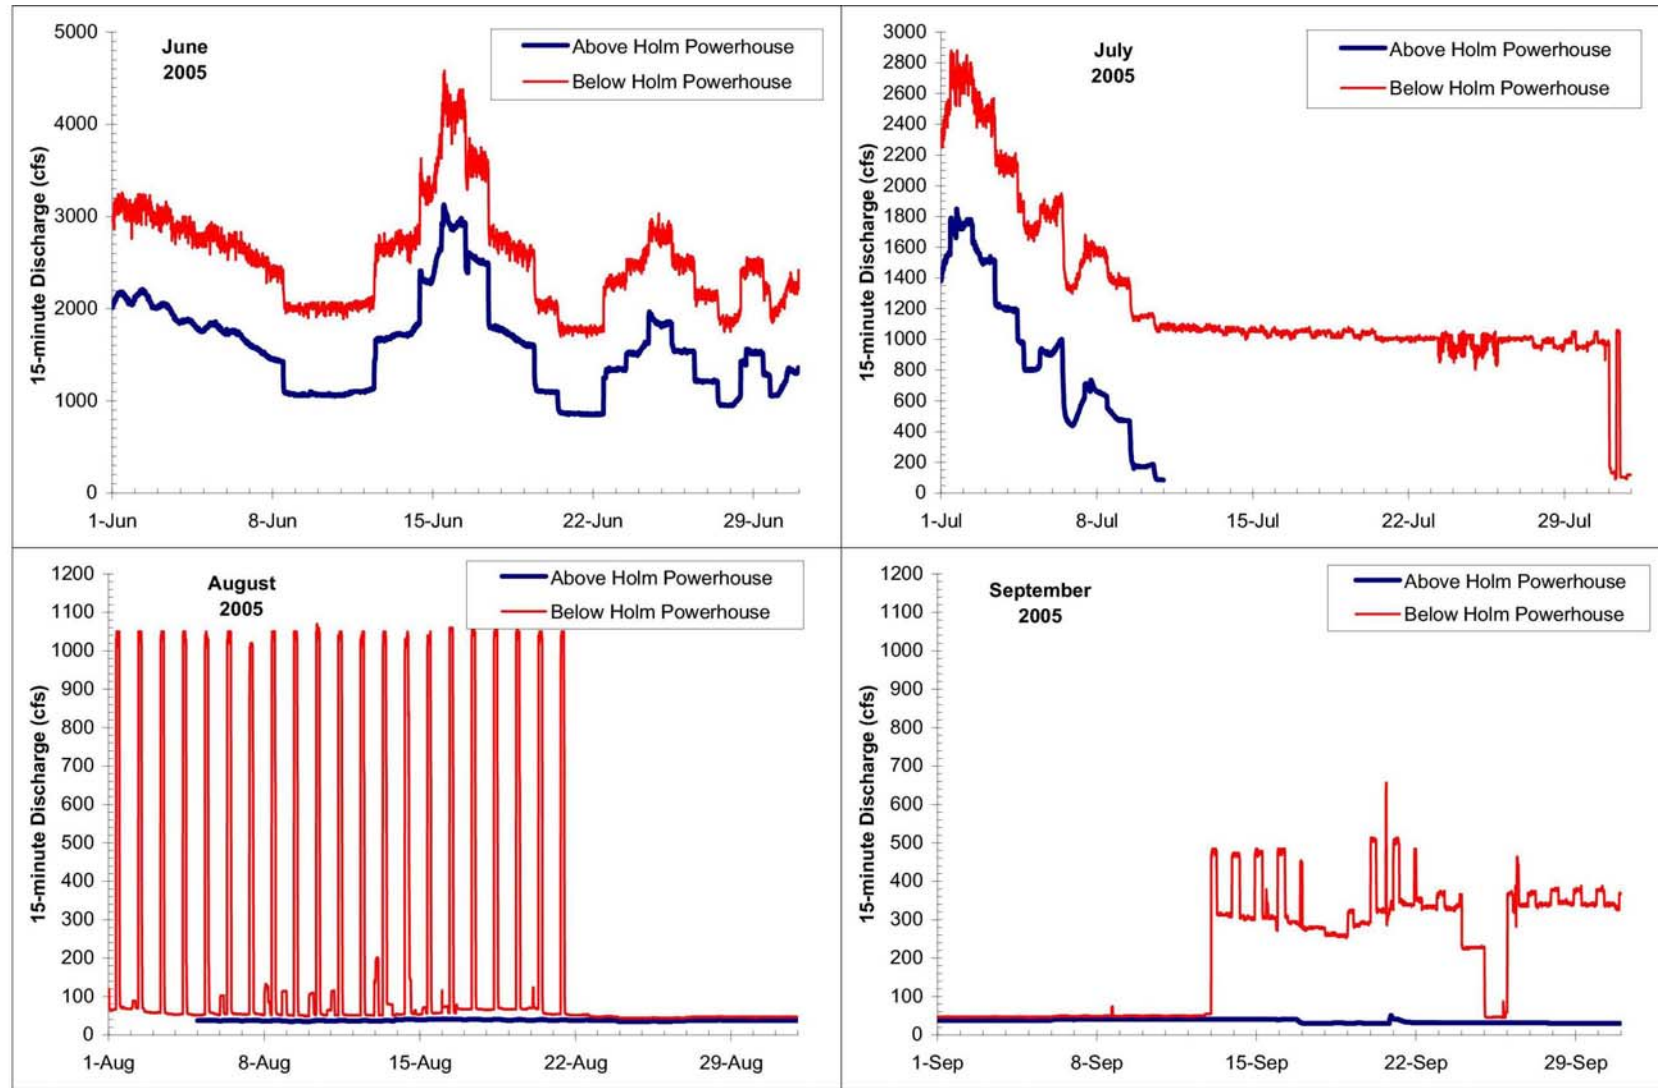 June
2005
Above Holm Powerhouse
Below Holm Powerhouse
15-minute Discharge (cfs)
5000
4000
3000
2000
1000
0
1-Jun 8-Jun 15-Jun 22-Jun 29-Jun
July
2005
Above Holm Powerhouse
Below Holm Powerhouse
15-minute Discharge (cfs)
3000
2800
2600
2400
2200
2000
1800
1600
1400
1200
1000
800
600
400
200
0
1-Jul 8-Jul 15-Jul 22-Jul 29-Jul
August
2005
Above Holm Powerhouse
Below Holm Powerhouse
15-minute Discharge (cfs)
1200
1100
1000
900
800
700
600
500
400
300
200
100
0
1-Aug 8-Aug 15-Aug 22-Aug 29-Aug
September
2005
Above Holm Powerhouse
Below Holm Powerhouse
15-minute Discharge (cfs)
1200
1100
1000
900
800
700
600
500
400
300
200
100
0
1-Sep 8-Sep 15-Sep 22-Sep 29-Sep